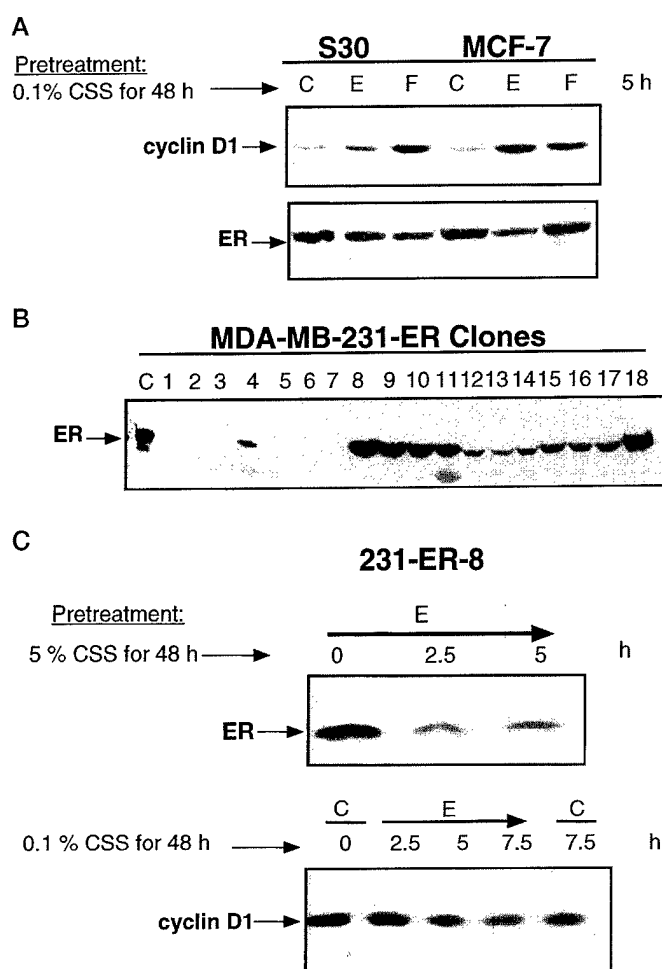 A
S30 MCF-7
Pretreatment:
0.1% CSS for 48 h C E F C E F 5 h
cyclin D1
ER
B
MDA-MB-231-ER Clones
C 1 2 3 4 5 6 7 8 9 10 11 12 13 14 15 16 17 18
ER
C
231-ER-8
Pretreatment:
E
5 % CSS for 48 h 0 2.5 5 h
ER
C E C
0.1 % CSS for 48 h 0 2.5 5 7.5 7.5 h
cyclin D1